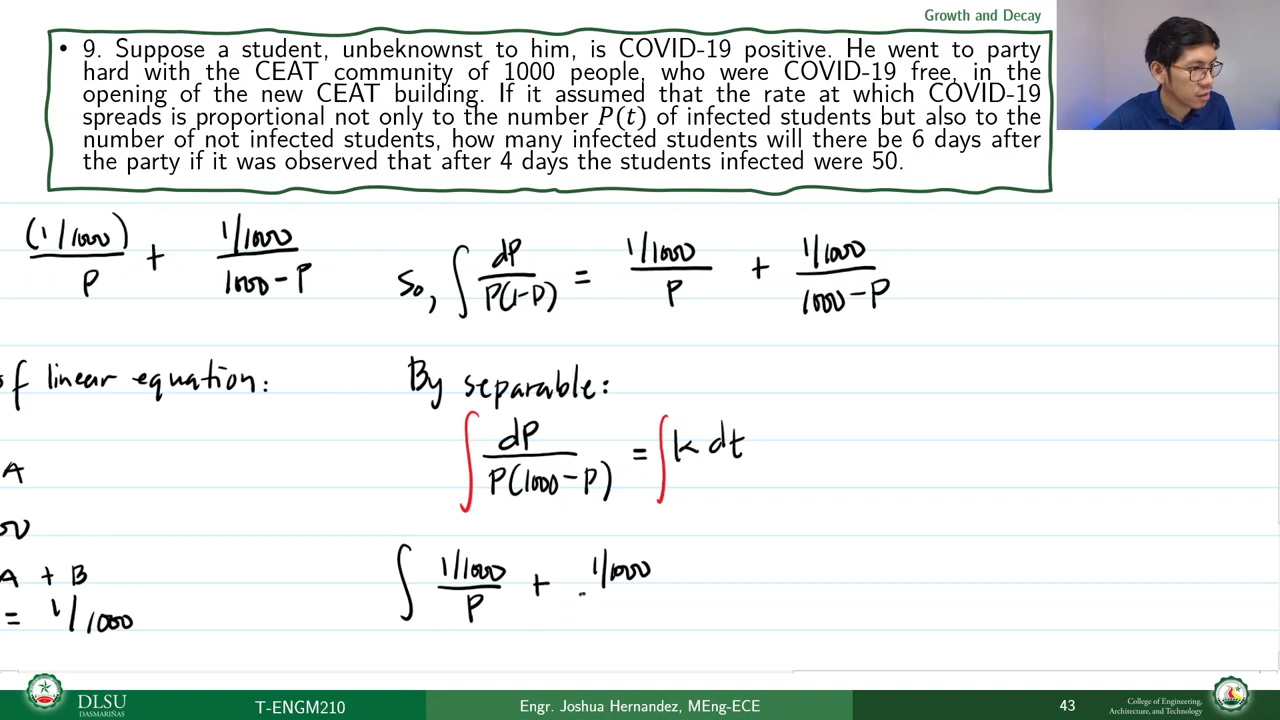 Growth and Decay
• 9. Suppose a student, unbeknownst to him, is COVID-19 positive. He went to party
hard with the CEAT community of 1000 people, who were COVID-19 free, in the
opening of the new CEAT building. If it assumed that the rate at which COVID-19
spreads is proportional not only to the number P(t) of infected students but also to the
number of not infected students, how many infected students will there be 6 days after
the party if it was observed that after 4 days the students infected were 50.
(1/1000)/P + 1/1000/1000-P
So, ∫ dP/P(1-P) = 1/1000/P + 1/1000/1000-P
of linear equation:
By separable:
∫ dP/P(1000-P) = ∫ k dt
A
A + B
= 1/1000
∫ 1/1000/P + 1/1000
DLSU
DASMARIÑAS
T-ENGM210
Engr. Joshua Hernandez, MEng-ECE
43
College of Engineering,
Architecture, and Technology